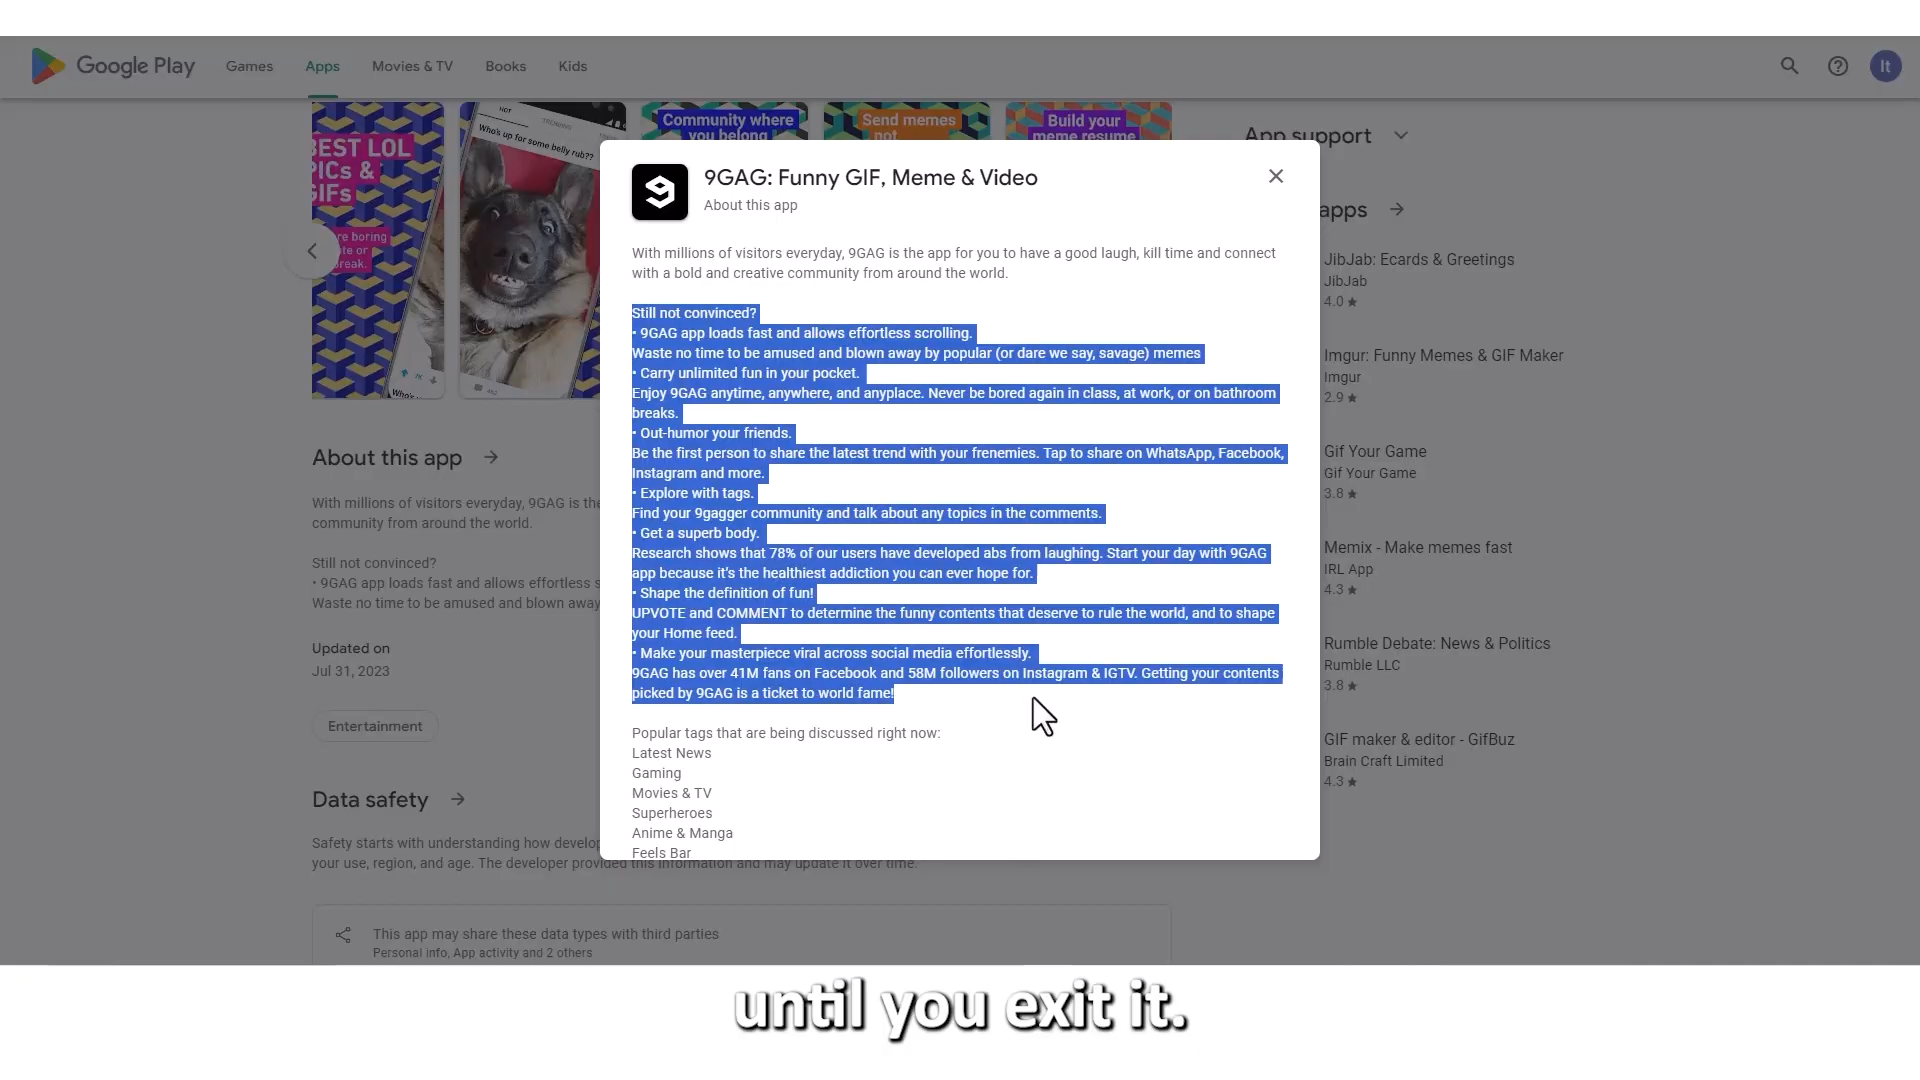 Google Play
Games
Apps
Movies & TV
Books
Kids
It
BEST LOL
PICs &
GIFs
re boring
te or
reak.
HOT
TRENDING
Who's up for some belly rub??
Community where
you belong
Send memes
not
Build your
meme resume
App support
9GAG: Funny GIF, Meme & Video
About this app
With millions of visitors everyday, 9GAG is the app for you to have a good laugh, kill time and connect
with a bold and creative community from around the world.
Still not convinced?
• 9GAG app loads fast and allows effortless scrolling.
Waste no time to be amused and blown away by popular (or dare we say, savage) memes
• Carry unlimited fun in your pocket.
Enjoy 9GAG anytime, anywhere, and anyplace. Never be bored again in class, at work, or on bathroom
breaks.
• Out-humor your friends.
Be the first person to share the latest trend with your frenemies. Tap to share on WhatsApp, Facebook,
Instagram and more.
• Explore with tags.
Find your 9gagger community and talk about any topics in the comments.
• Get a superb body.
Research shows that 78% of our users have developed abs from laughing. Start your day with 9GAG
app because it's the healthiest addiction you can ever hope for.
• Shape the definition of fun!
UPVOTE and COMMENT to determine the funny contents that deserve to rule the world, and to shape
your Home feed.
• Make your masterpiece viral across social media effortlessly.
9GAG has over 41M fans on Facebook and 58M followers on Instagram & IGTV. Getting your contents
picked by 9GAG is a ticket to world fame!
Popular tags that are being discussed right now:
Latest News
Gaming
Movies & TV
Superheroes
Anime & Manga
Feels Bar
About this app
With millions of visitors everyday, 9GAG is the
community from around the world.
Still not convinced?
• 9GAG app loads fast and allows effortless s
Waste no time to be amused and blown away
Updated on
Jul 31, 2023
Entertainment
Data safety
Safety starts with understanding how develop
your use, region, and age. The developer provided this information and may update it over time.
This app may share these data types with third parties
Personal info, App activity and 2 others
apps
JibJab: Ecards & Greetings
JibJab
4.0 ★
Imgur: Funny Memes & GIF Maker
Imgur
2.9 ★
Gif Your Game
Gif Your Game
3.8 ★
Memix - Make memes fast
IRL App
4.3 ★
Rumble Debate: News & Politics
Rumble LLC
3.8 ★
GIF maker & editor - GifBuz
Brain Craft Limited
4.3 ★
until you exit it.